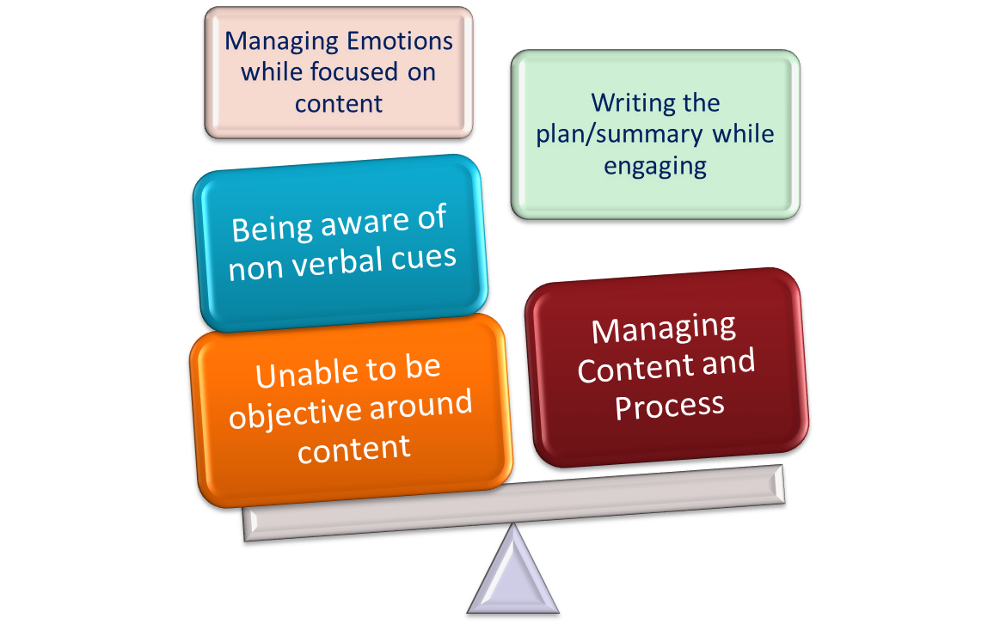 Managing Emotions
while focused on
content
Writing the
plan/summary while
engaging
Being aware of
non verbal cues
Managing
Content and
Process
Unable to be
objective around
content